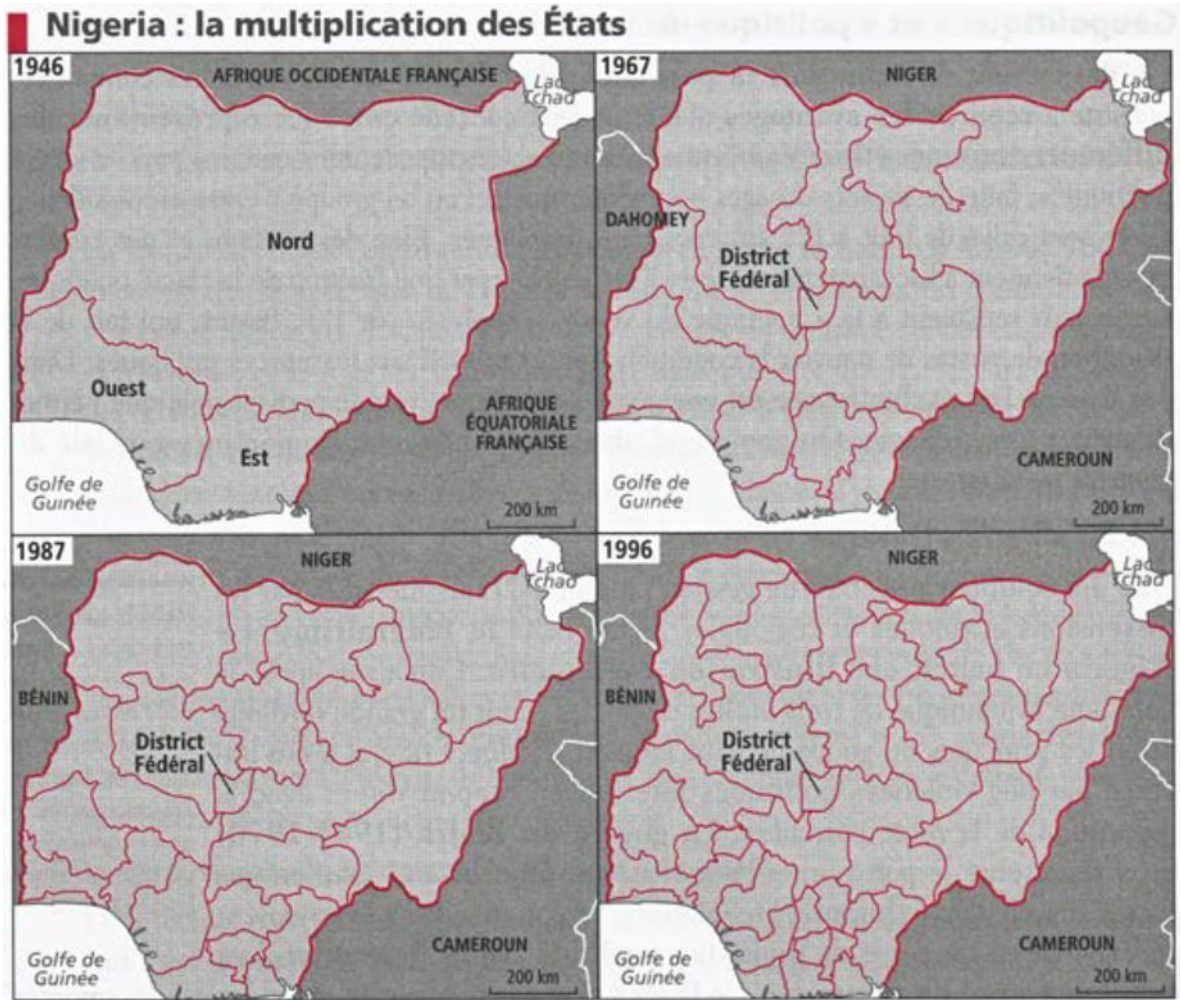 Nigeria : la multiplication des États
1946
AFRIQUE OCCIDENTALE FRANÇAISE
Lac
Tchad
Nord
Ouest
Est
AFRIQUE
ÉQUATORIALE
FRANÇAISE
Golfe de
Guinée
200 km
1967
NIGER
Lac
Tchad
DAHOMEY
District
Fédéral
CAMEROUN
Golfe de
Guinée
200 km
1987
NIGER
Lac
Tchad
BÉNIN
District
Fédéral
CAMEROUN
Golfe de
Guinée
200 km
1996
NIGER
Lac
Tchad
BÉNIN
District
Fédéral
CAMEROUN
Golfe de
Guinée
200 km